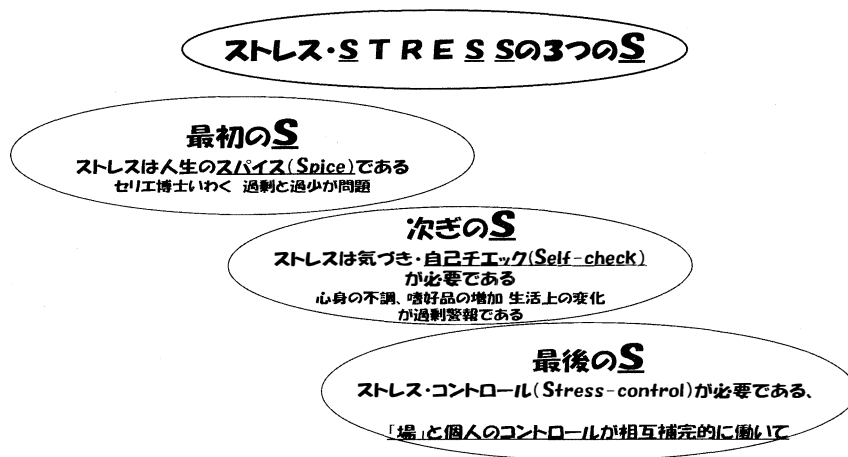 ストレス・S T R E S Sの3つのS
最初のS
ストレスは人生のスパイス(Spice)である
セリエ博士いわく 過剰と過少が問題
次ぎのS
ストレスは気づき・自己チエック(Self-check)
が必要である
心身の不調、嗜好品の増加 生活上の変化
が過剰警報である
最後のS
ストレス・コントロール(Stress-control)が必要である、
「場」と個人のコントロールが相互補完的に働いて